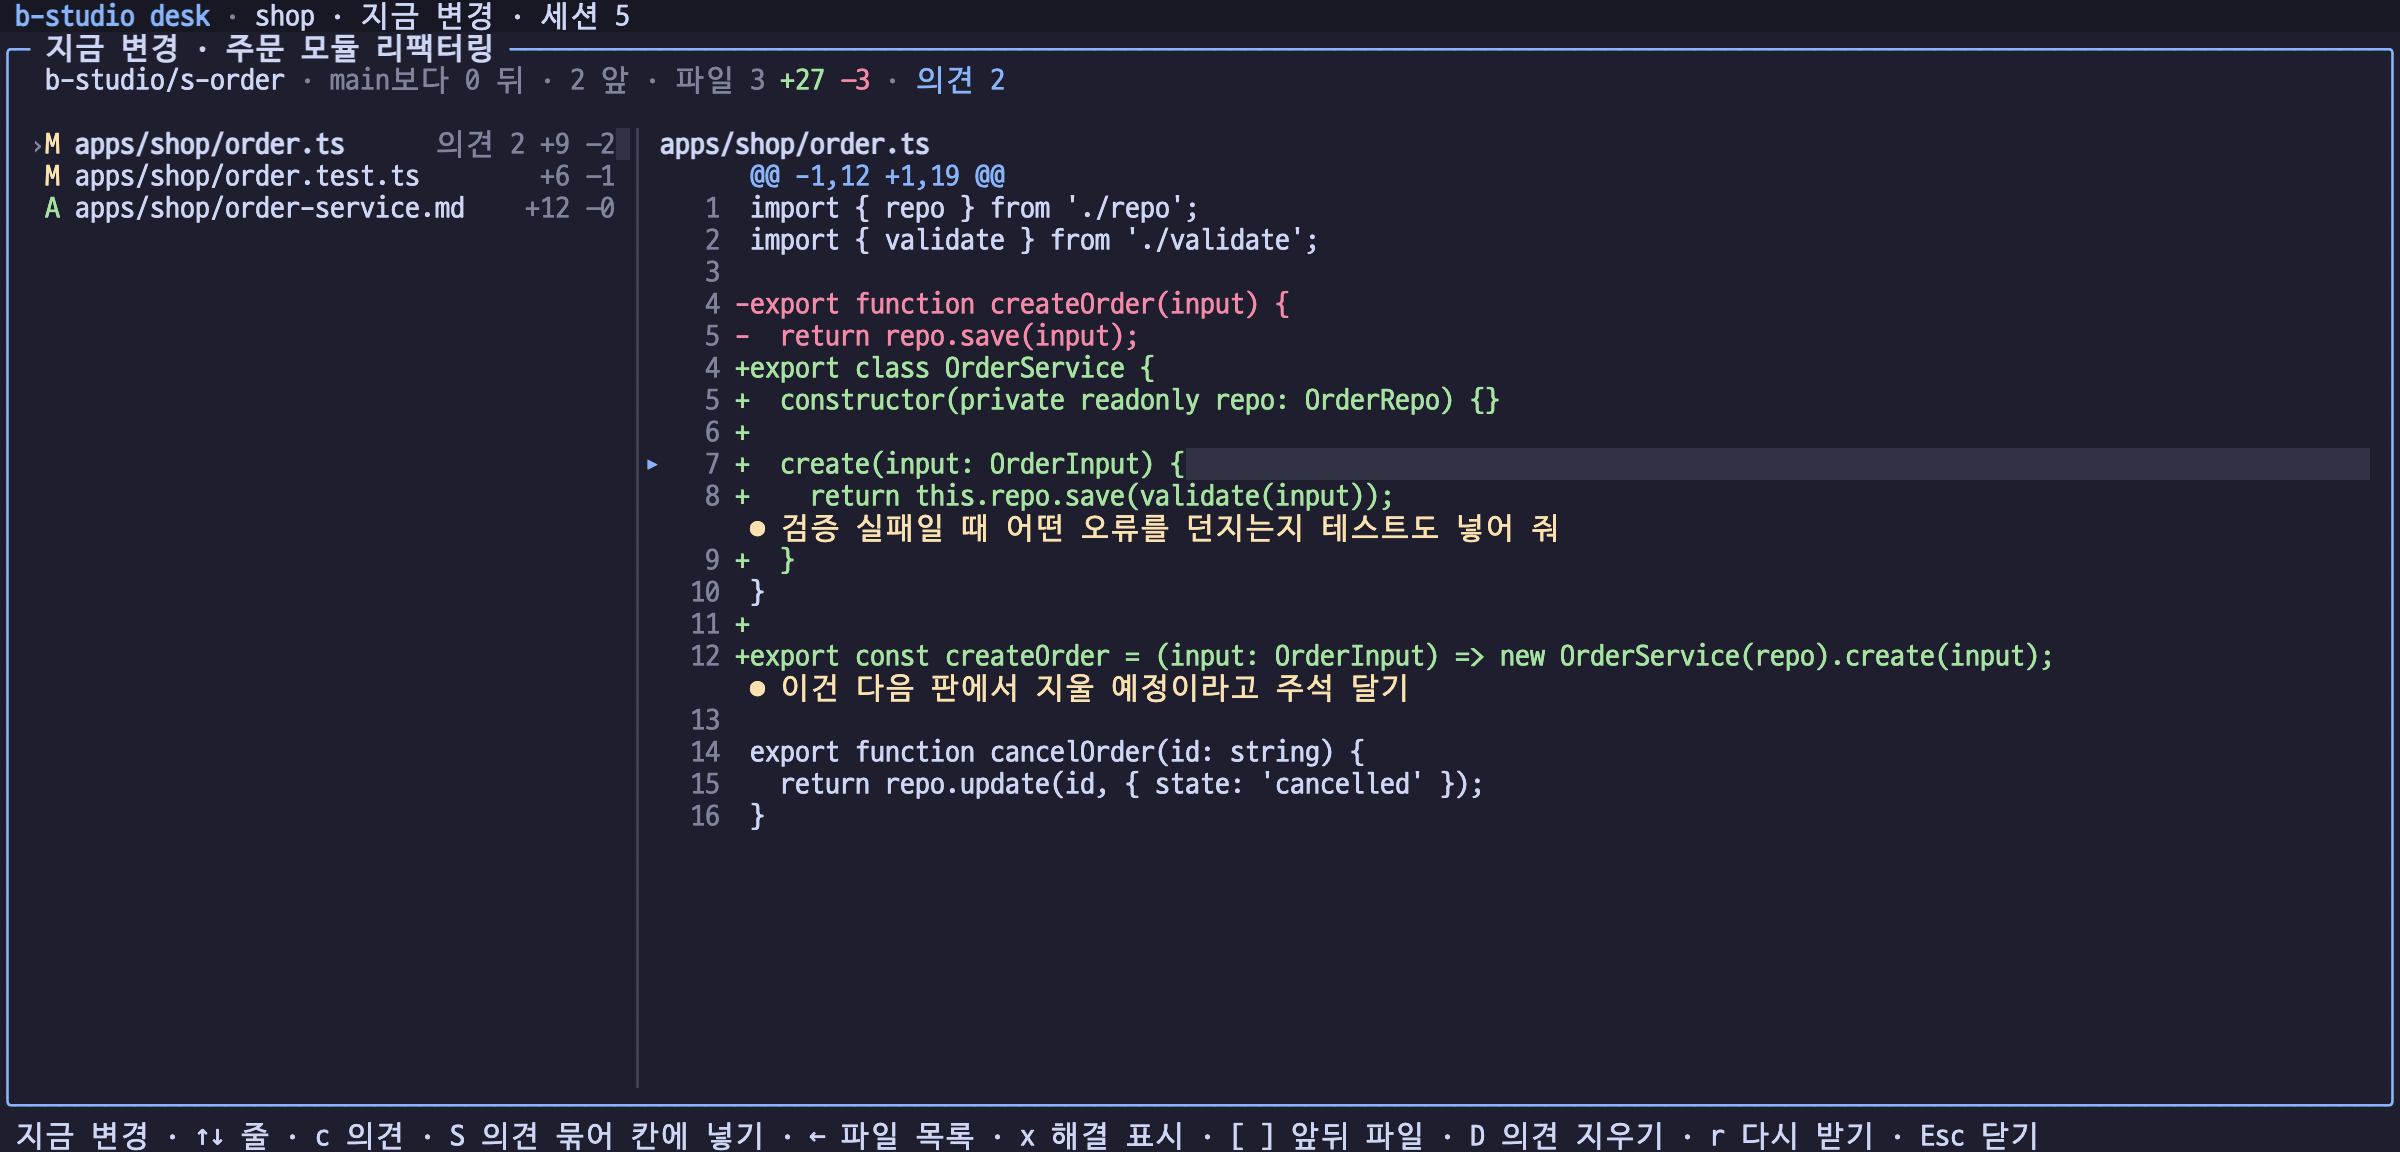 b-studio desk · shop · 지금 변경 · 세션 5
지금 변경 · 주문 모듈 리팩터링
b-studio/s-order · main보다 0 뒤 · 2 앞 · 파일 3 +27 −3 · 의견 2
›M apps/shop/order.ts 의견 2 +9 −2
M apps/shop/order.test.ts +6 −1
A apps/shop/order-service.md +12 −0
apps/shop/order.ts
@@ -1,12 +1,19 @@
1 import { repo } from './repo';
2 import { validate } from './validate';
3
4 -export function createOrder(input) {
5 -  return repo.save(input);
4 +export class OrderService {
5 +  constructor(private readonly repo: OrderRepo) {}
6 +
▸ 7 +  create(input: OrderInput) {
8 +    return this.repo.save(validate(input));
● 검증 실패일 때 어떤 오류를 던지는지 테스트도 넣어 줘
9 +  }
10 }
11 +
12 +export const createOrder = (input: OrderInput) => new OrderService(repo).create(input);
● 이건 다음 판에서 지울 예정이라고 주석 달기
13
14 export function cancelOrder(id: string) {
15   return repo.update(id, { state: 'cancelled' });
16 }
지금 변경 · ↑↓ 줄 · c 의견 · S 의견 묶어 칸에 넣기 · ← 파일 목록 · x 해결 표시 · [ ] 앞뒤 파일 · D 의견 지우기 · r 다시 받기 · Esc 닫기